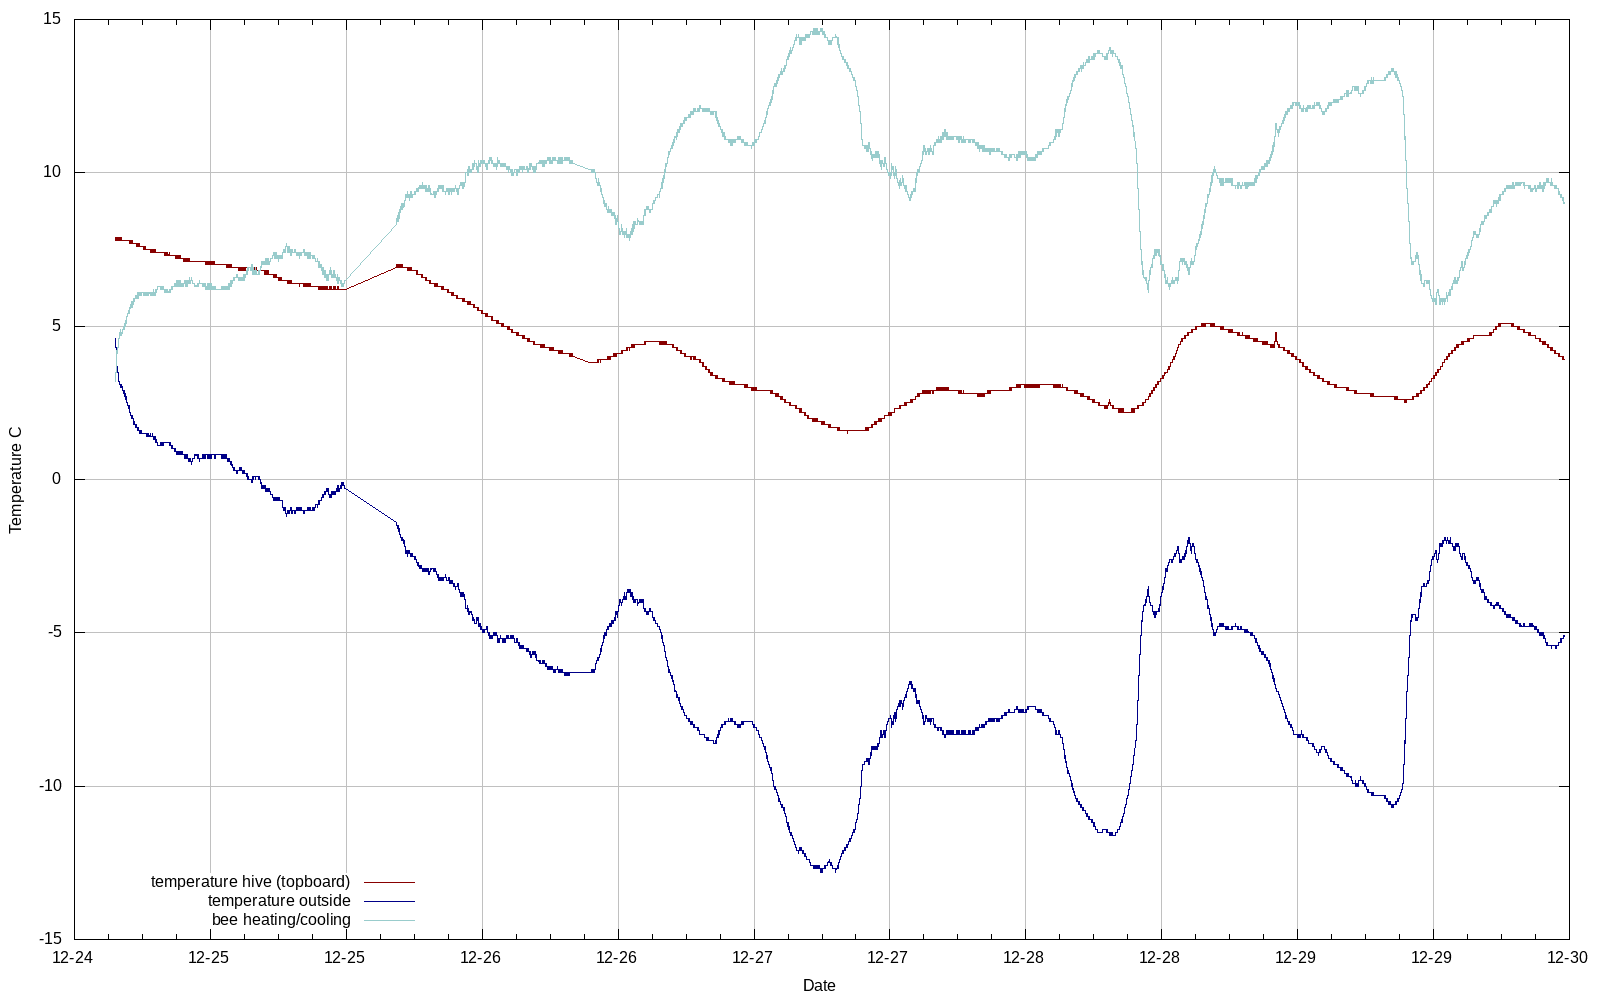 15
10
5
0
-5
-10
-15
Temperature C
temperature hive (topboard)
temperature outside
bee heating/cooling
12-24 12-25 12-25 12-26 12-26 12-27 12-27 12-28 12-28 12-29 12-29 12-30
Date